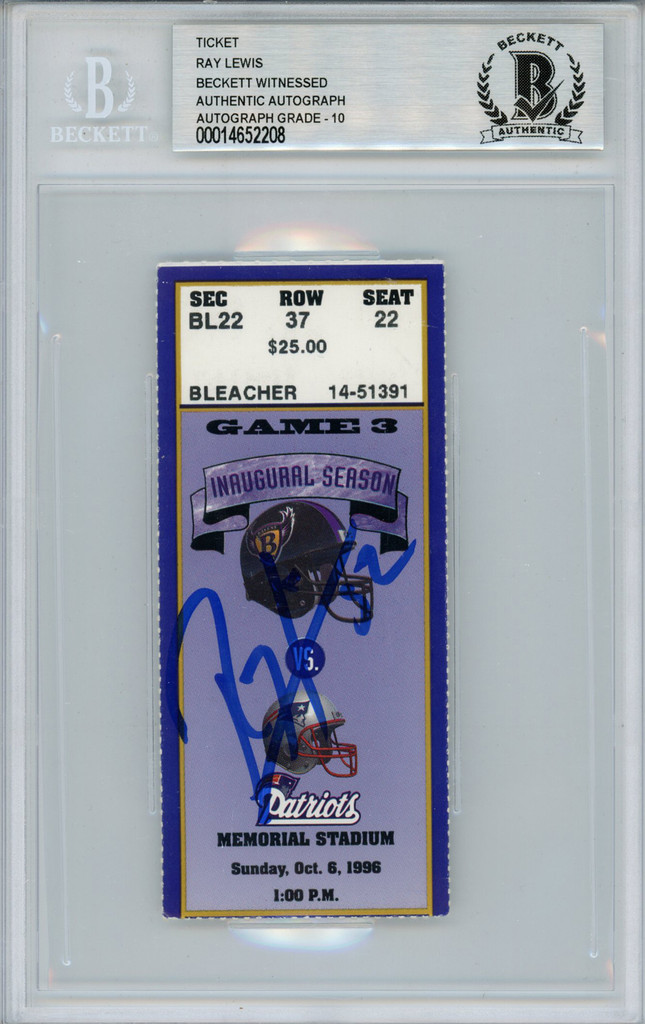 TICKET
RAY LEWIS
BECKETT WITNESSED
AUTHENTIC AUTOGRAPH
AUTOGRAPH GRADE - 10
00014652208
BECKETT
B
AUTHENTIC
B
BECKETT
SEC ROW SEAT
BL22 37 22
$25.00
BLEACHER 14-51391
GAME 3
INAUGURAL SEASON
B
VS.
Patriots
MEMORIAL STADIUM
Sunday, Oct. 6, 1996
1:00 P.M.